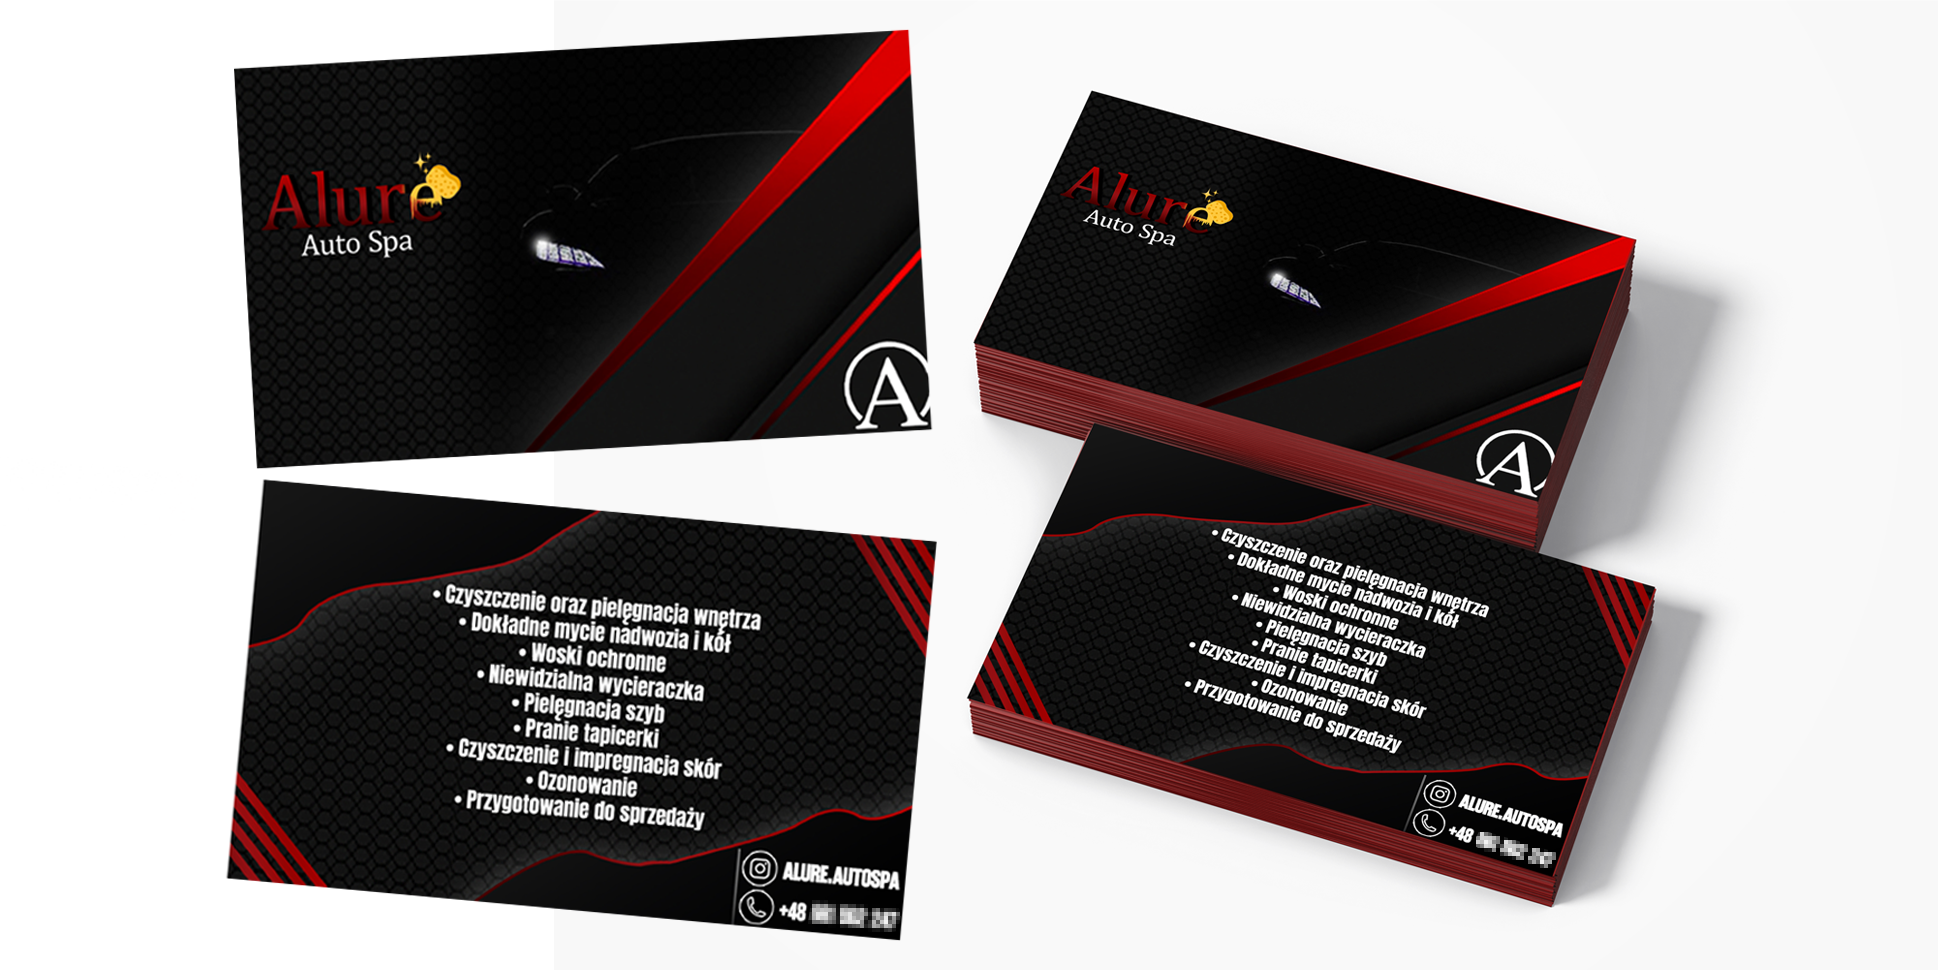 Alure
Auto Spa
A
• Czyszczenie oraz pielęgnacja wnętrza
• Dokładne mycie nadwozia i kół
• Woski ochronne
• Niewidzialna wycieraczka
• Pielęgnacja szyb
• Pranie tapicerki
• Czyszczenie i impregnacja skór
• Ozonowanie
• Przygotowanie do sprzedaży
ALURE.AUTOSPA
+48
Alure
Auto Spa
A
• Czyszczenie oraz pielęgnacja wnętrza
• Dokładne mycie nadwozia i kół
• Woski ochronne
• Niewidzialna wycieraczka
• Pielęgnacja szyb
• Pranie tapicerki
• Czyszczenie i impregnacja skór
• Ozonowanie
• Przygotowanie do sprzedaży
ALURE.AUTOSPA
+48